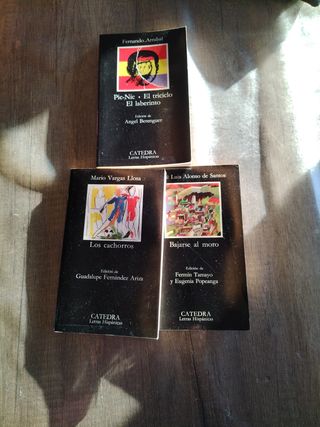 Fernando Arrabal
Pic-Nic • El triciclo
El laberinto
Edición de
Angel Berenguer
CATEDRA
Letras Hispánicas
Mario Vargas Llosa
Los cachorros
Edición de
Guadalupe Fernández Ariza
CATEDRA
Letras Hispánicas
Luis Alonso de Santos
Bajarse al moro
Edición de
Fermín Tamayo
y Eugenia Popeanga
CATEDRA
Letras Hispánicas